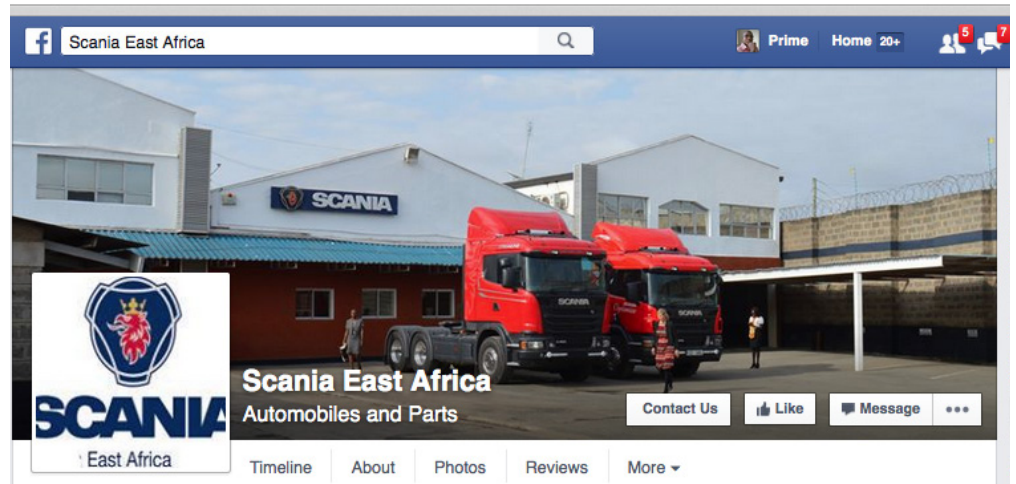 Scania East Africa
Prime
Home 20+
5
7
SCANIA
SCANIA
SCANIA
SCANIA
East Africa
Scania East Africa
Automobiles and Parts
Contact Us
Like
Message
Timeline
About
Photos
Reviews
More